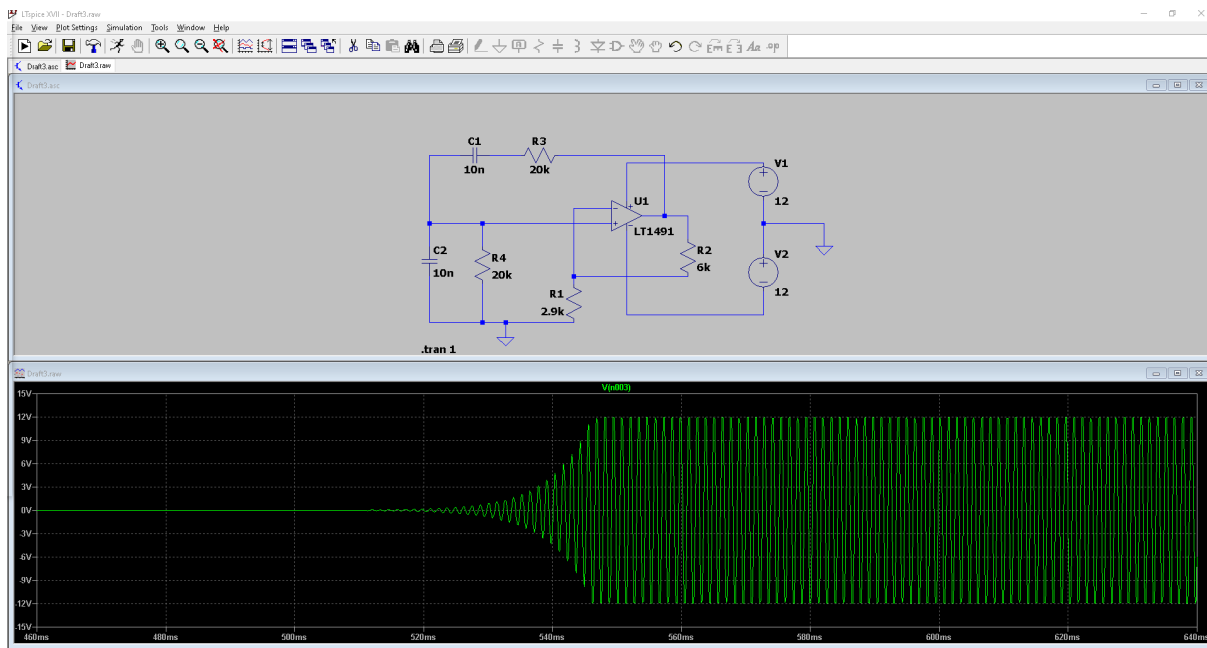 LTspice XVII - Draft3.raw
File View Plot Settings Simulation Tools Window Help
Draft3.asc Draft3.raw
Draft3.asc
C1
10n
R3
20k
V1
12
U1
LT1491
C2
10n
R4
20k
R2
6k
V2
12
R1
2.9k
.tran 1
Draft3.raw
V(n003)
15V
12V
9V
6V
3V
0V
-3V
-6V
-9V
-12V
-15V
460ms 480ms 500ms 520ms 540ms 560ms 580ms 600ms 620ms 640ms